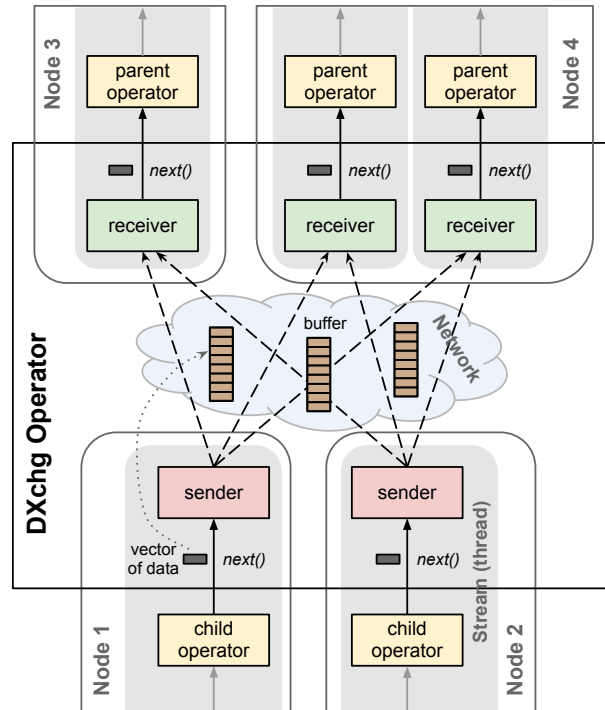 Node 3
Node 4
parent
operator
parent
operator
parent
operator
next()
next()
next()
receiver
receiver
receiver
buffer
Network
DXchg Operator
sender
sender
vector
of data
next()
next()
Stream (thread)
Node 1
child
operator
child
operator
Node 2